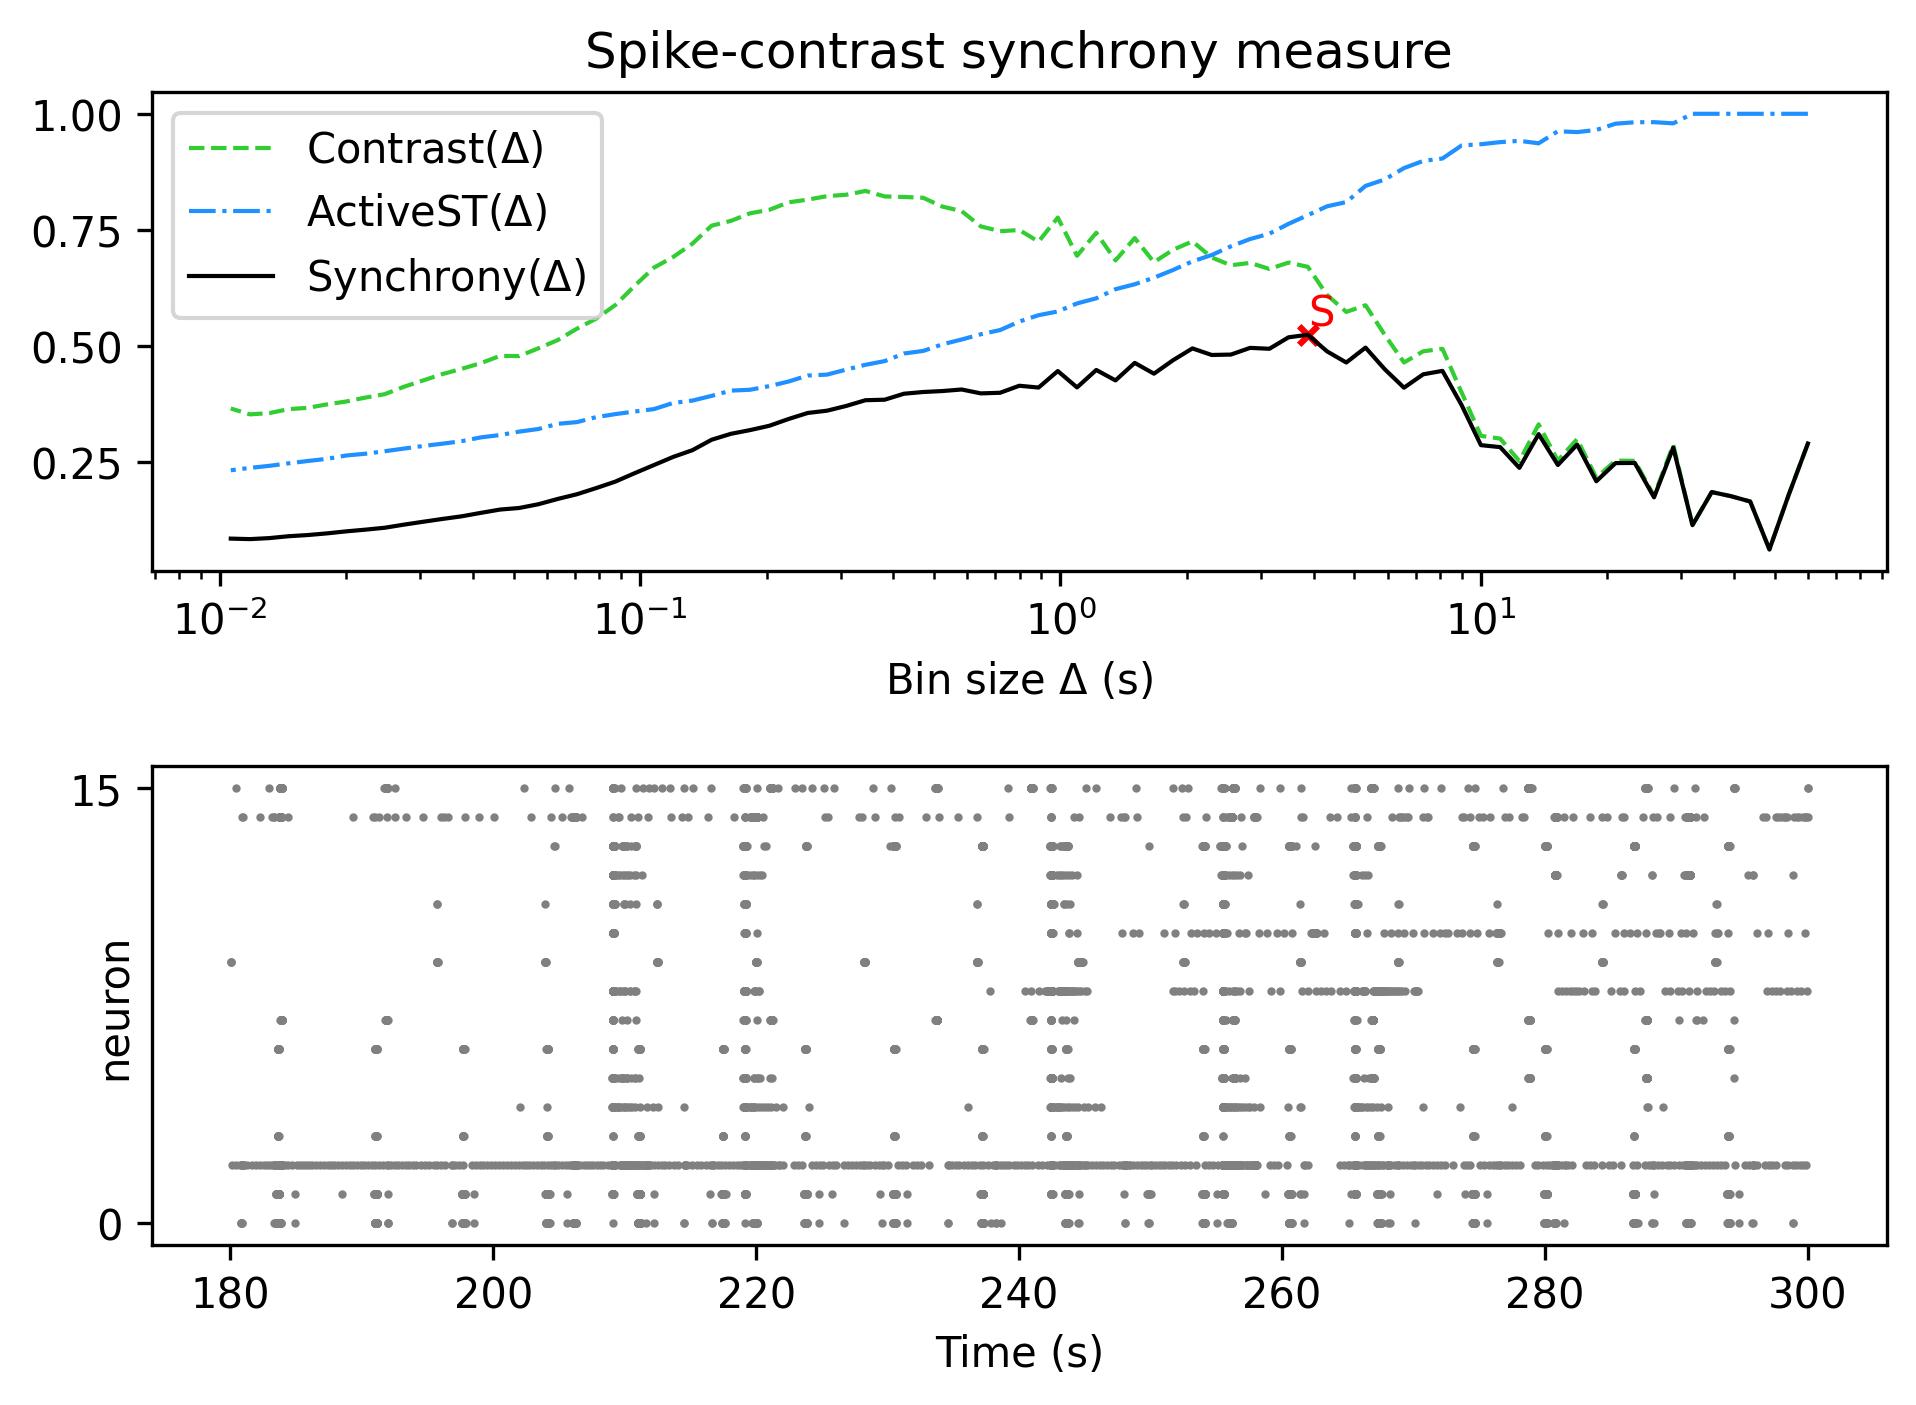 Spike-contrast synchrony measure
1.00
0.75
0.50
0.25
Contrast(Δ)
ActiveST(Δ)
Synchrony(Δ)
S
10⁻² 10⁻¹ 10⁰ 10¹
Bin size Δ (s)
15
0
neuron
180 200 220 240 260 280 300
Time (s)